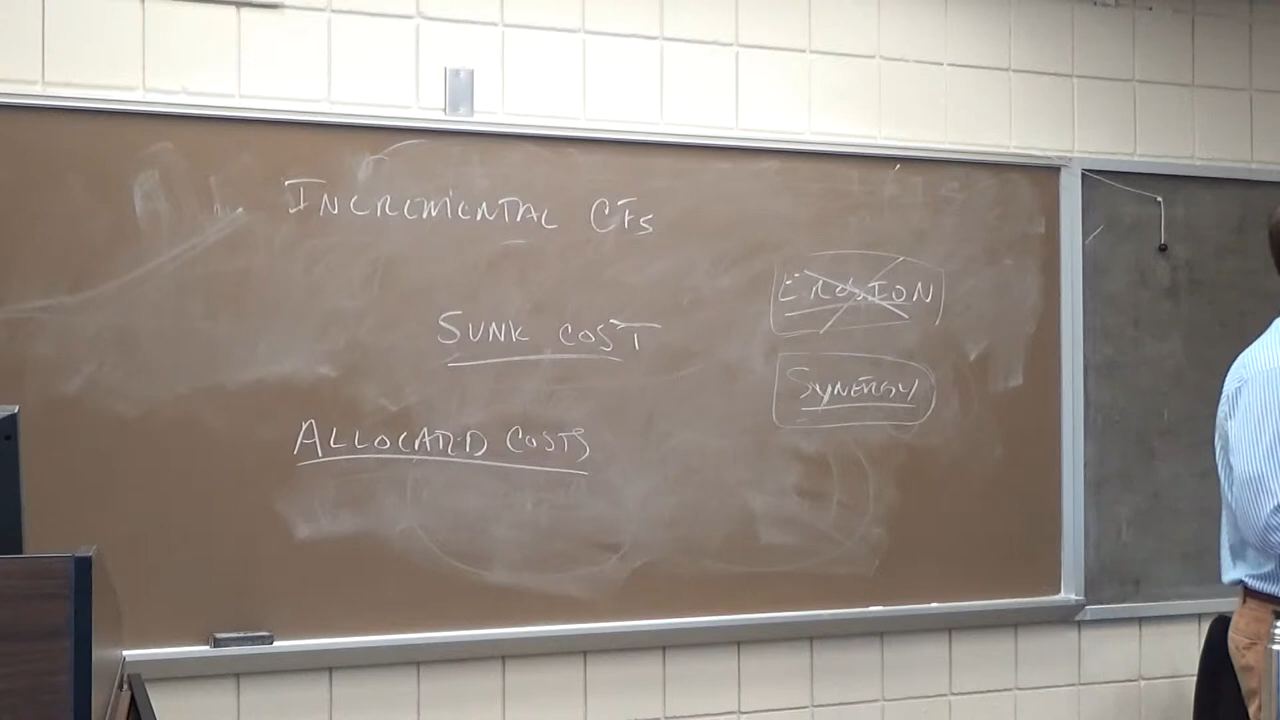 INCREMENTAL CFs
SUNK COST
ALLOCATED COSTS
EROSION
SYNERGY